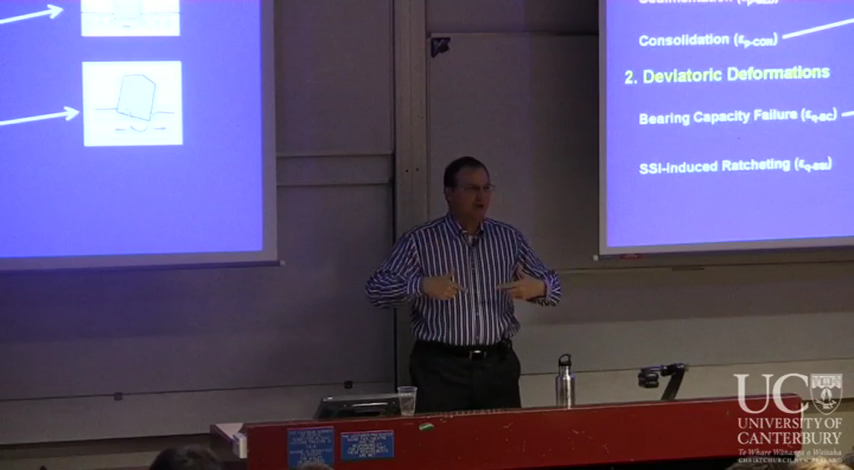 Sedimentation
Consolidation (εp-CON)
2. Deviatoric Deformations
Bearing Capacity Failure (εq-BC)
SSI-induced Ratcheting (εq-SSI)
UC
UNIVERSITY OF
CANTERBURY
Te Whare Wānanga o Waitaha
CHRISTCHURCH NEW ZEALAND